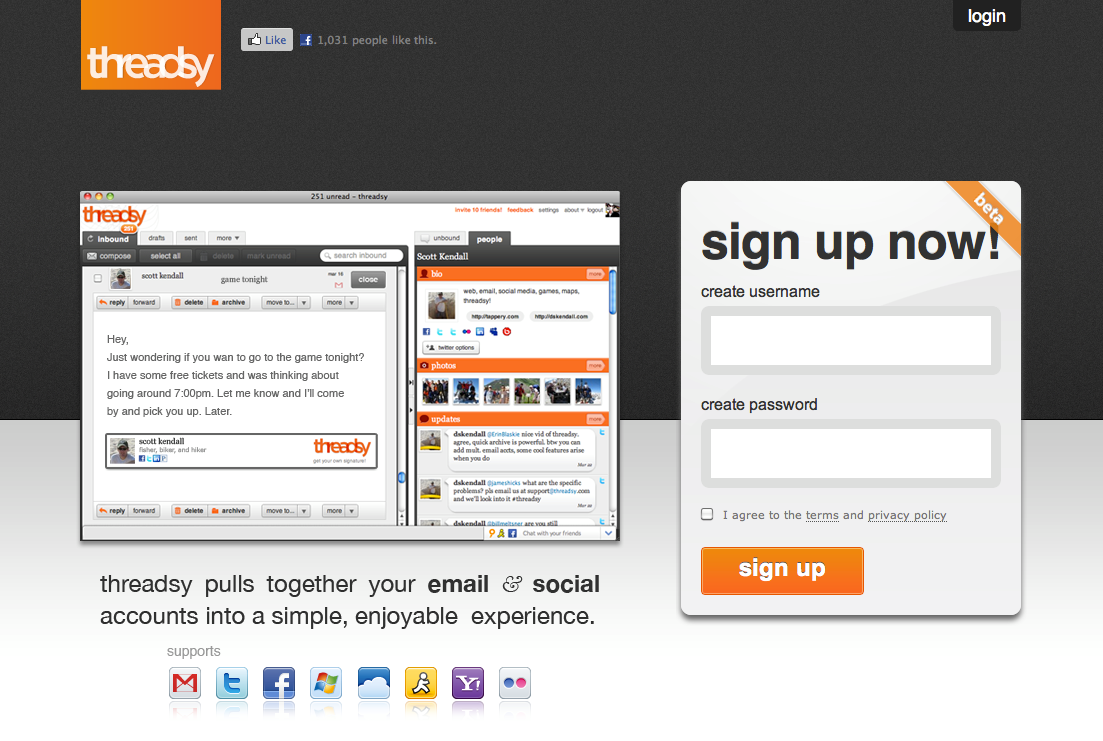 threadsy
Like
1,031 people like this.
login
251 unread - threadsy
threadsy
201
invite 10 friends! feedback settings about logout
inbound drafts sent more
unbound people
compose select all delete mark unread
search inbound
Scott Kendall
scott kendall game tonight mar 16 close
reply forward delete archive move to... more
Hey,
Just wondering if you wan to go to the game tonight?
I have some free tickets and was thinking about
going around 7:00pm. Let me know and I'll come
by and pick you up. Later.
scott kendall
fisher, biker, and hiker
threadsy
get your own signature!
reply forward delete archive move to... more
bio more
web, email, social media, games, maps,
threadsy!
http://tappery.com http://dskendall.com
twitter options
photos more
updates more
dskendall @ErinBlaskie nice vid of threadsy.
agree, quick archive is powerful. btw you can
add mult. email accts, some cool features arise
when you do
Mar 22
dskendall @jameshicks what are the specific
problems? pls email us at support@threadsy.com
and we'll look into it #threadsy
Mar 22
dskendall @billmeltsner are you still
Chat with your friends
beta
sign up now!
create username
create password
I agree to the terms and privacy policy
sign up
threadsy pulls together your email & social
accounts into a simple, enjoyable experience.
supports
Y!